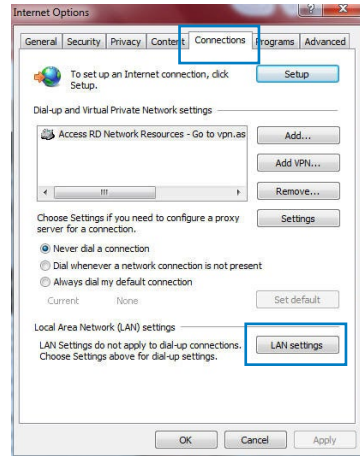 Internet Options
General Security Privacy Content Connections Programs Advanced
To set up an Internet connection, click
Setup.
Setup
Dial-up and Virtual Private Network settings
Access RD Network Resources - Go to vpn.as
Add...
Add VPN...
Remove...
Choose Settings if you need to configure a proxy
server for a connection.
Settings
Never dial a connection
Dial whenever a network connection is not present
Always dial my default connection
Current None
Set default
Local Area Network (LAN) settings
LAN Settings do not apply to dial-up connections.
Choose Settings above for dial-up settings.
LAN settings
OK Cancel Apply